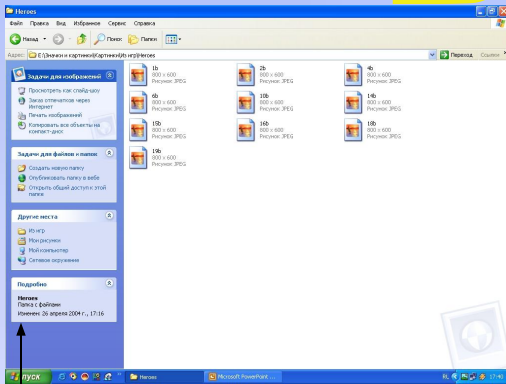 Heroes
Файл Правка Вид Избранное Сервис Справка
Назад Поиск Папки
Адрес: E:\Значки и картинки\Картинки\Из игр\Heroes Переход Ссылки
Задачи для изображений
Просмотреть как слайд-шоу
Заказ отпечатков через
Интернет
Печать изображений
Копировать все объекты на
компакт-диск
Задачи для файлов и папок
Создать новую папку
Опубликовать папку в вебе
Открыть общий доступ к этой
папке
Другие места
Из игр
Мои рисунки
Мой компьютер
Сетевое окружение
Подробно
Heroes
Папка с файлами
Изменен: 26 апреля 2004 г., 17:16
1b
800 x 600
Рисунок JPEG
2b
800 x 600
Рисунок JPEG
4b
800 x 600
Рисунок JPEG
6b
800 x 600
Рисунок JPEG
10b
800 x 600
Рисунок JPEG
14b
800 x 600
Рисунок JPEG
15b
800 x 600
Рисунок JPEG
16b
800 x 600
Рисунок JPEG
18b
800 x 600
Рисунок JPEG
19b
800 x 600
Рисунок JPEG
пуск Heroes Microsoft PowerPoint ... RL 17:40